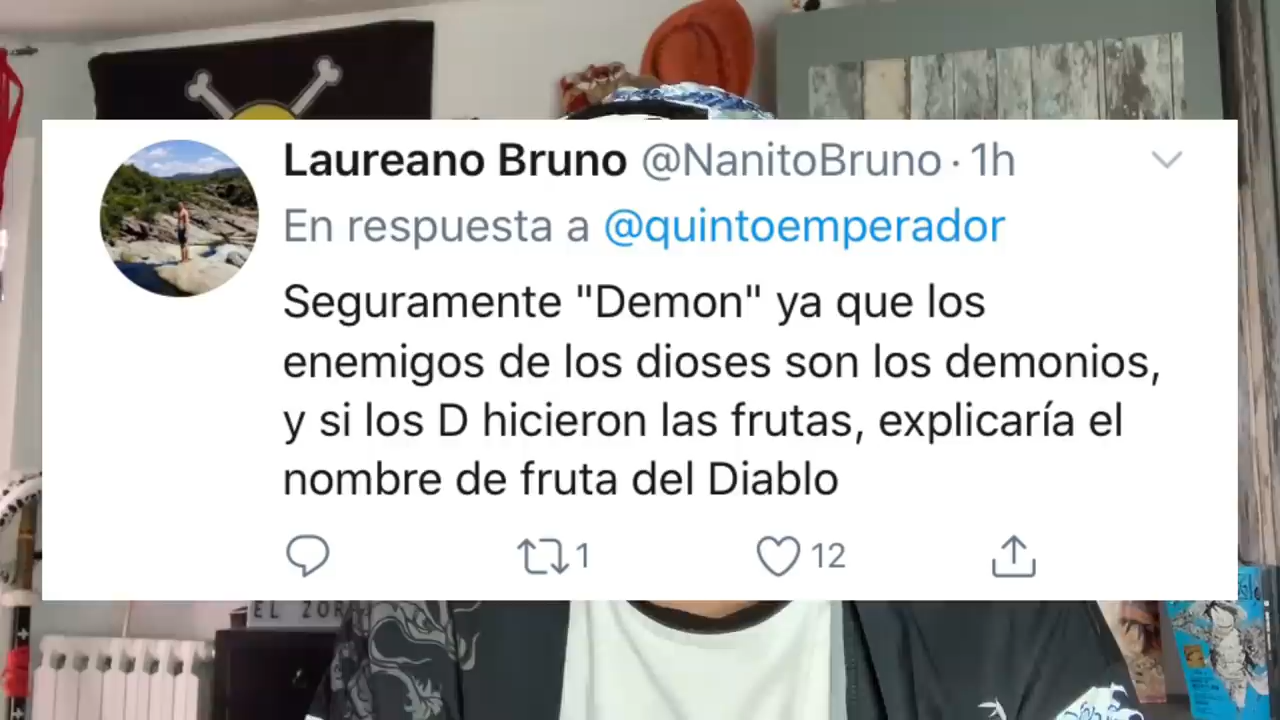 Laureano Bruno @NanitoBruno · 1h
En respuesta a @quintoemperador
Seguramente "Demon" ya que los
enemigos de los dioses son los demonios,
y si los D hicieron las frutas, explicaría el
nombre de fruta del Diablo
1 12
EL ZOR